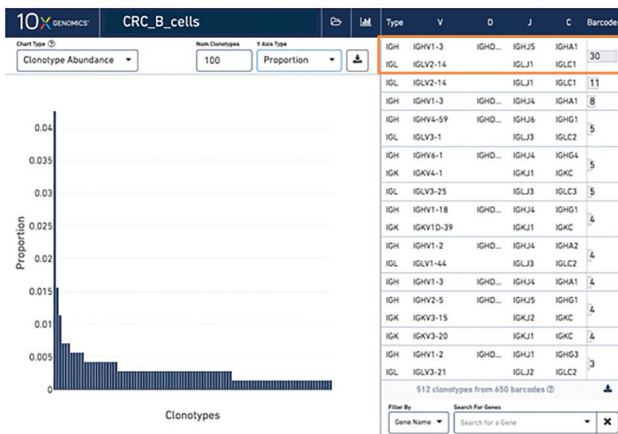 10X GENOMICS CRC_B_cells
Chart Type Num Clonotypes Y Axis Type
Clonotype Abundance 100 Proportion
0.04
0.035
0.03
0.025
0.02
0.015
0.01
0.005
0
Proportion
Clonotypes
Type V D J C Barcodes
IGH IGHV1-3 IGHD... IGHJ5 IGHA1
30
IGL IGLV2-14 IGLJ1 IGLC1
IGL IGLV2-14 IGLJ1 IGLC1 11
IGH IGHV1-3 IGHD... IGHJ4 IGHA1 8
IGH IGHV4-59 IGHD... IGHJ6 IGHG1
5
IGL IGLV3-1 IGLJ3 IGLC2
IGH IGHV6-1 IGHD... IGHJ4 IGHG4
5
IGK IGKV4-1 IGKJ1 IGKC
IGL IGLV3-25 IGLJ3 IGLC3 5
IGH IGHV1-18 IGHD... IGHJ4 IGHG1
4
IGK IGKV1D-39 IGKJ1 IGKC
IGH IGHV1-2 IGHD... IGHJ4 IGHA2
4
IGL IGLV1-44 IGLJ3 IGLC2
IGH IGHV1-3 IGHD... IGHJ4 IGHA1 4
IGH IGHV2-5 IGHD... IGHJ5 IGHG1
4
IGK IGKV3-15 IGKJ2 IGKC
IGK IGKV3-20 IGKJ1 IGKC 4
IGH IGHV1-2 IGHD... IGHJ1 IGHG3
3
IGL IGLV3-21 IGLJ2 IGLC2
512 clonotypes from 650 barcodes
Filter By Search For Genes
Gene Name Search for a Gene